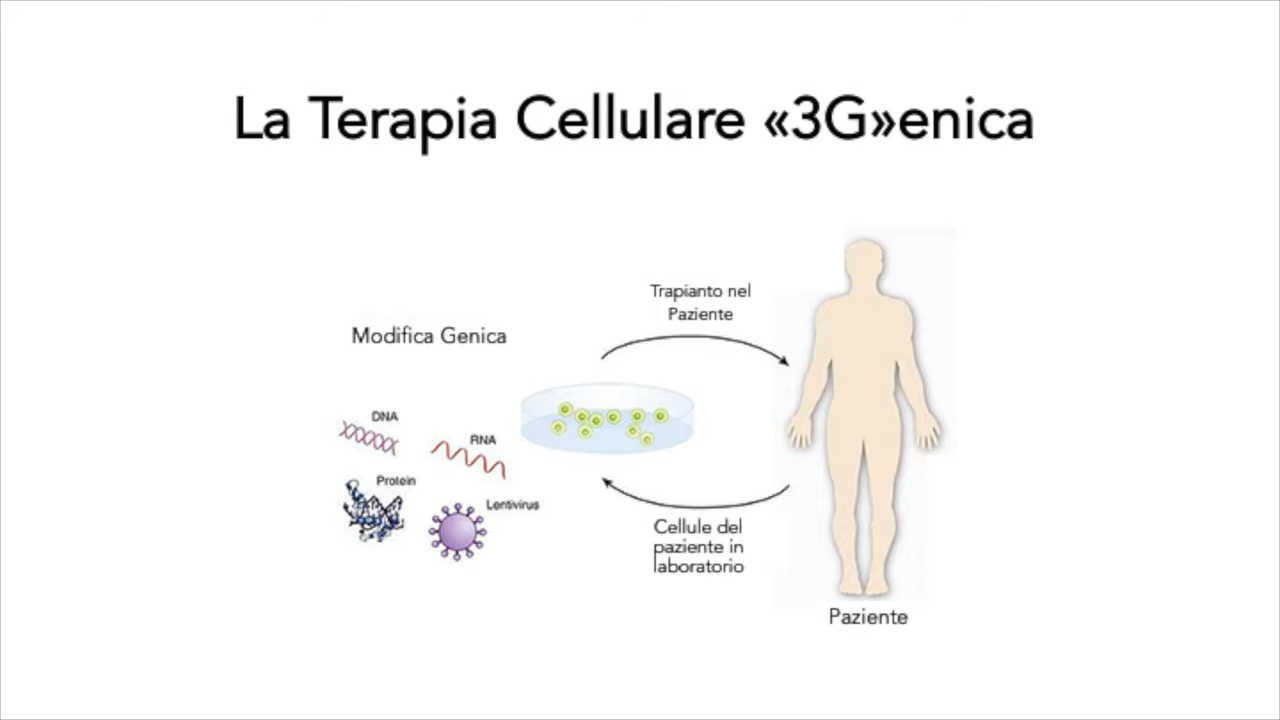 La Terapia Cellulare «3G»enica
Trapianto nel
Paziente
Modifica Genica
DNA
RNA
Protein
Lentivirus
Cellule del
paziente in
laboratorio
Paziente